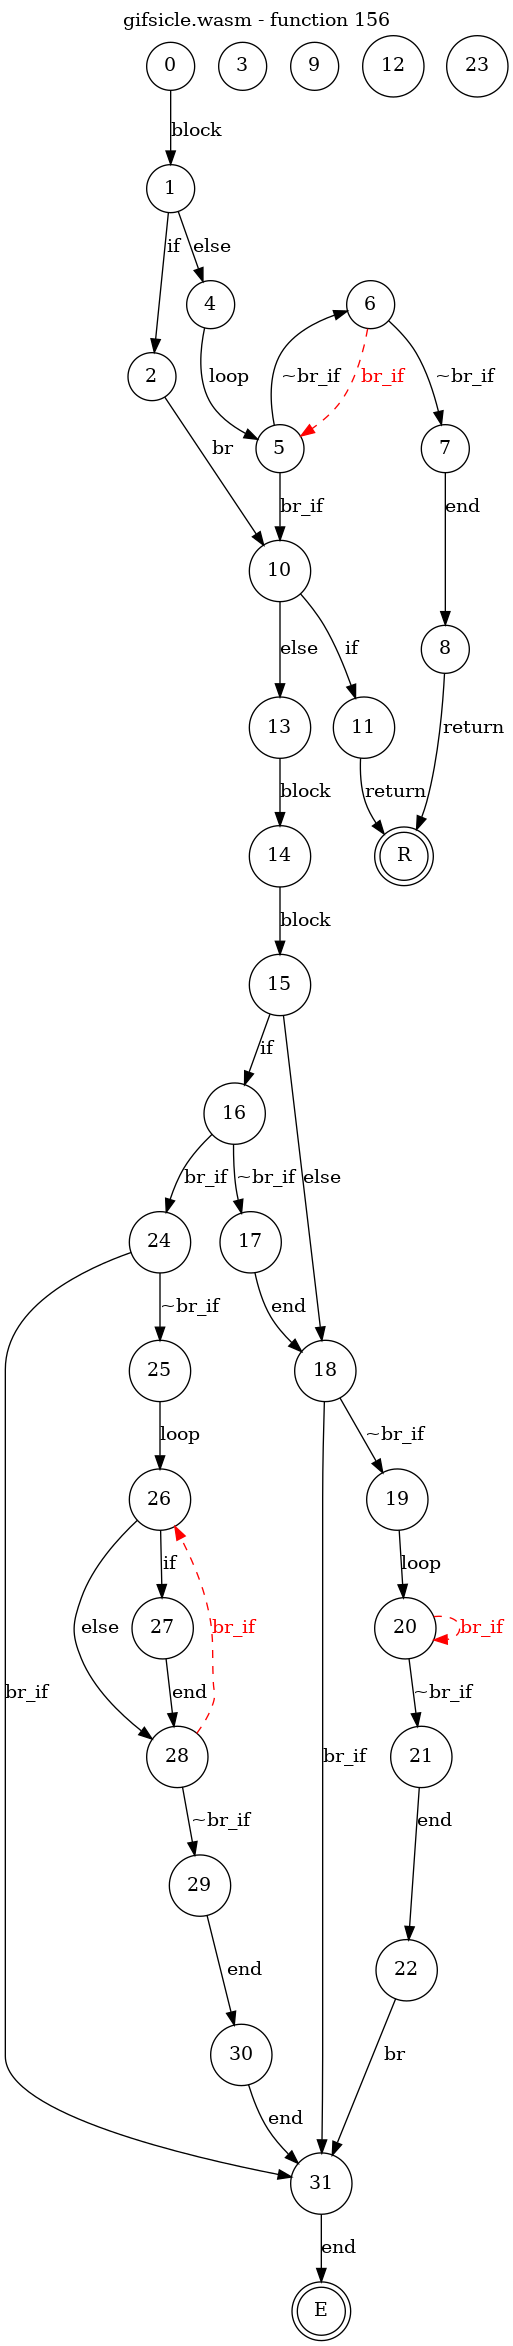 gifsicle.wasm - function 156
0 3 9 12 23
block
1
if else
4 6
loop ~br_if br_if ~br_if
2
br 5 7
br_if end
10
else if 8
13 11 return
block return
14 R
block
15
if
16
br_if ~br_if else
24 17
~br_if end
25 18
loop ~br_if
26 19
if loop
else 27 br_if 20 br_if
br_if end br_if ~br_if
28 21
~br_if end
29
end 22
30 br
end
31
end
E